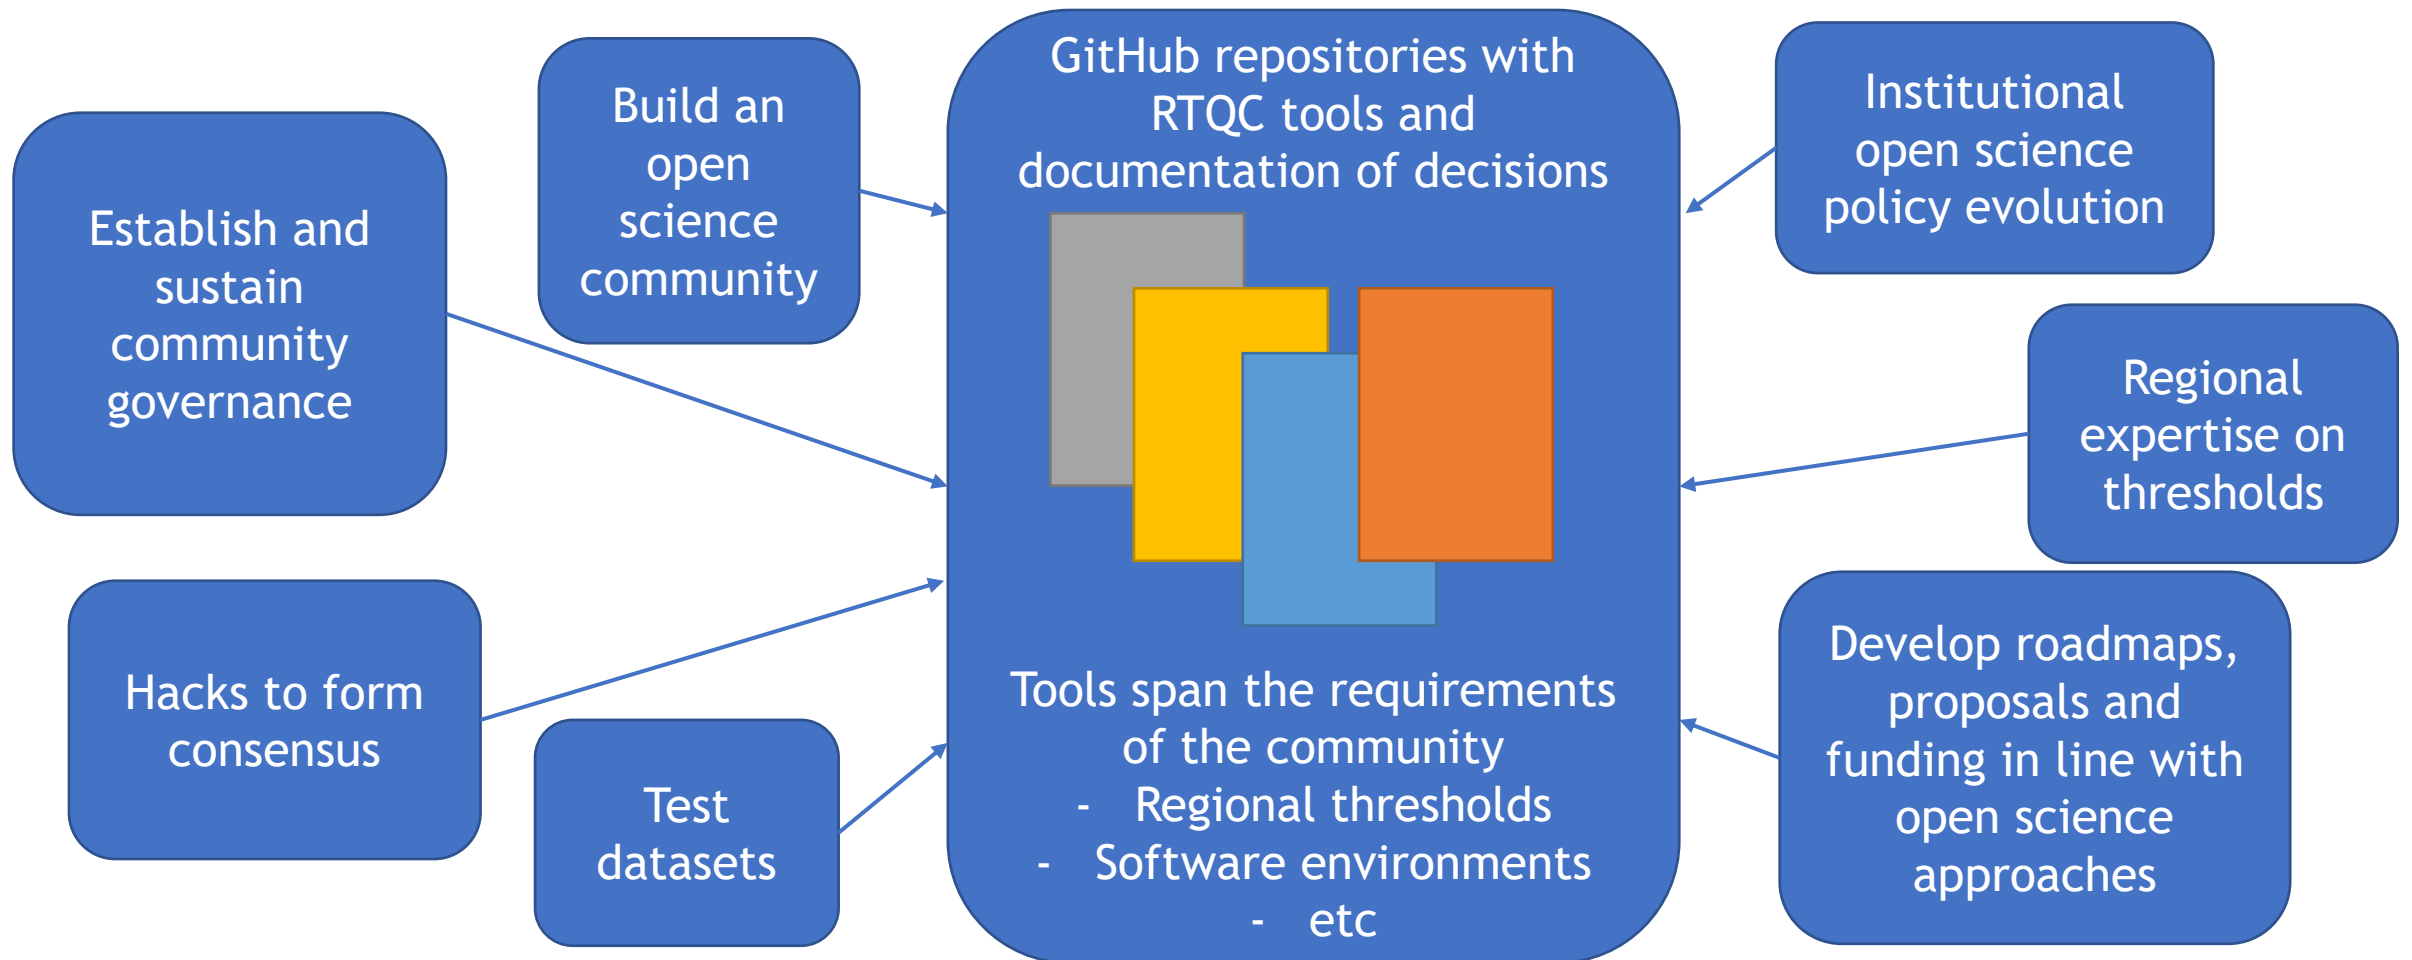 Establish and
sustain
community
governance
Build an
open
science
community
Hacks to form
consensus
Test
datasets
GitHub repositories with
RTQC tools and
documentation of decisions
Tools span the requirements
of the community
- Regional thresholds
- Software environments
- etc
Institutional
open science
policy evolution
Regional
expertise on
thresholds
Develop roadmaps,
proposals and
funding in line with
open science
approaches